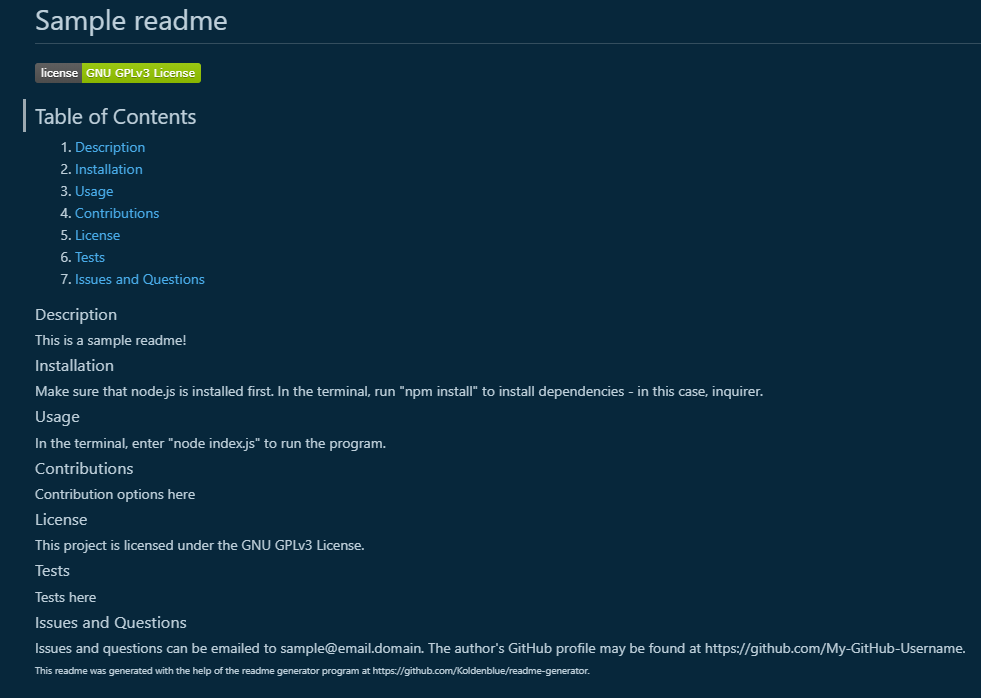 Sample readme
license GNU GPLv3 License
Table of Contents
1. Description
2. Installation
3. Usage
4. Contributions
5. License
6. Tests
7. Issues and Questions
Description
This is a sample readme!
Installation
Make sure that node.js is installed first. In the terminal, run "npm install" to install dependencies - in this case, inquirer.
Usage
In the terminal, enter "node index.js" to run the program.
Contributions
Contribution options here
License
This project is licensed under the GNU GPLv3 License.
Tests
Tests here
Issues and Questions
Issues and questions can be emailed to sample@email.domain. The author's GitHub profile may be found at https://github.com/My-GitHub-Username.
This readme was generated with the help of the readme generator program at https://github.com/Koldenblue/readme-generator.